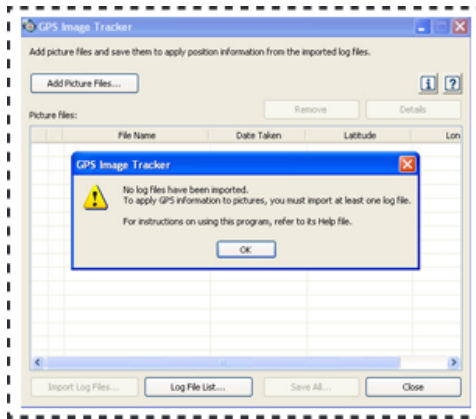 GPS Image Tracker
Add picture files and save them to apply position information from the imported log files.
Add Picture Files...
Remove
Details
Picture files:
File Name Date Taken Latitude Lon
GPS Image Tracker
No log files have been imported.
To apply GPS information to pictures, you must import at least one log file.
For instructions on using this program, refer to its Help file.
OK
Import Log Files... Log File List... Save All... Close